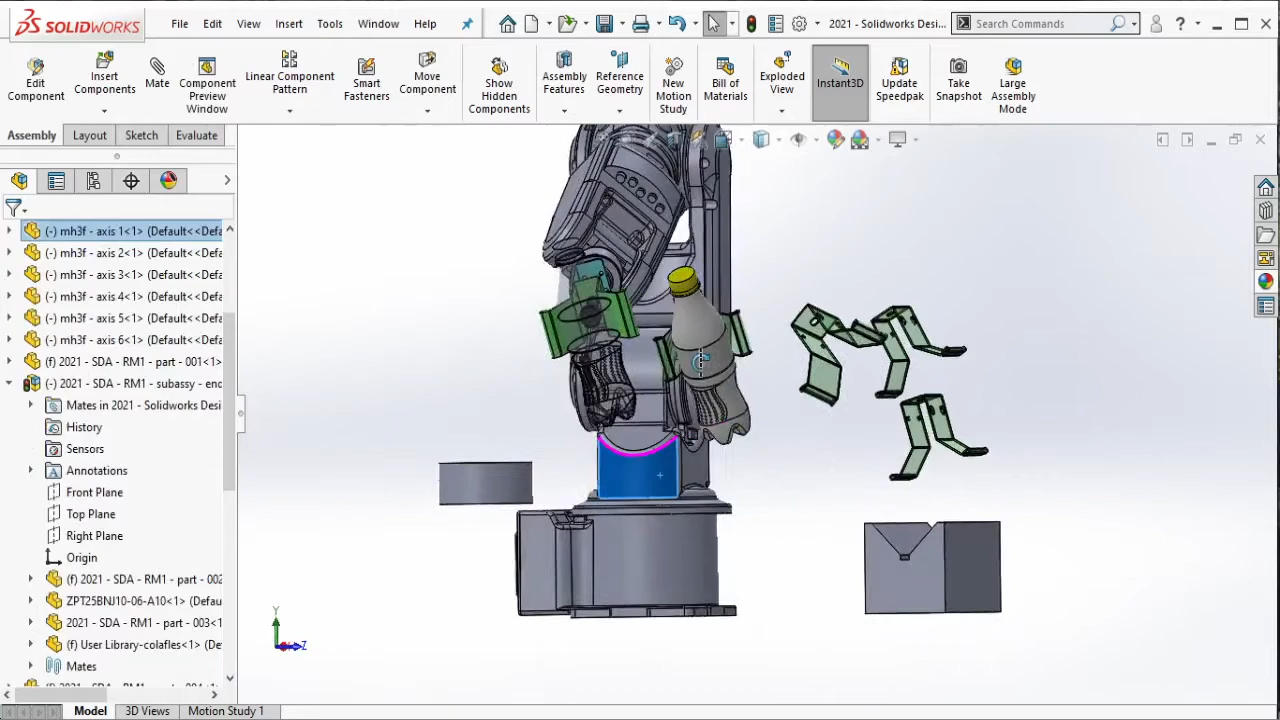 SOLIDWORKS
File Edit View Insert Tools Window Help
2021 - Solidworks Desi...
Search Commands
?
Edit Component
Insert Components
Mate
Component Preview Window
Linear Component Pattern
Smart Fasteners
Move Component
Show Hidden Components
Assembly Features
Reference Geometry
New Motion Study
Bill of Materials
Exploded View
Instant3D
Update Speedpak
Take Snapshot
Large Assembly Mode
Assembly Layout Sketch Evaluate
(-) mh3f - axis 1<1> (Default<<Defa
(-) mh3f - axis 2<1> (Default<<Defa
(-) mh3f - axis 3<1> (Default<<Defa
(-) mh3f - axis 4<1> (Default<<Defa
(-) mh3f - axis 5<1> (Default<<Defa
(-) mh3f - axis 6<1> (Default<<Defa
(f) 2021 - SDA - RM1 - part - 001<1>
(-) 2021 - SDA - RM1 - subassy - end
Mates in 2021 - Solidworks Desi
History
Sensors
Annotations
Front Plane
Top Plane
Right Plane
Origin
(f) 2021 - SDA - RM1 - part - 002
ZPT25BNJ10-06-A10<1> (Defau
2021 - SDA - RM1 - part - 003<1
(f) User Library-colafles<1> (De
Mates
Y
Z
Model 3D Views Motion Study 1